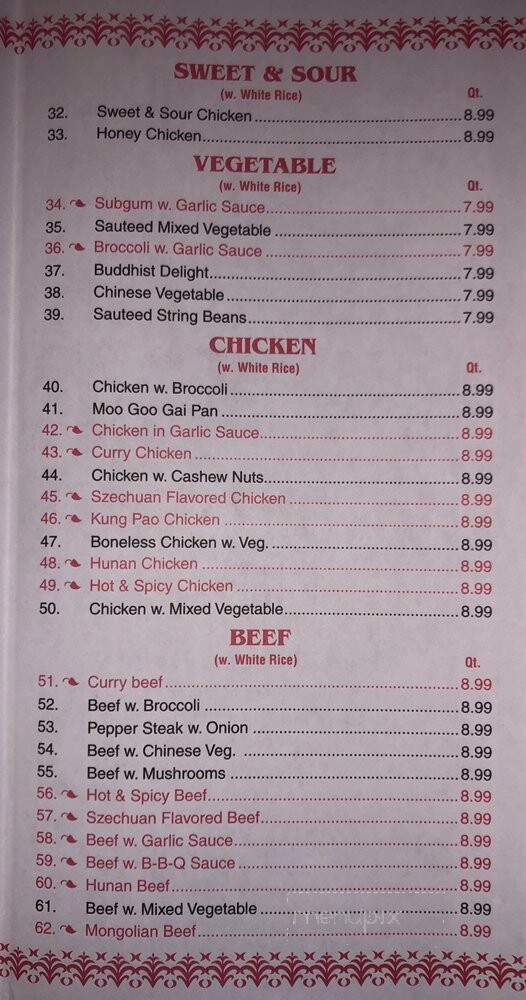 SWEET & SOUR
(w. White Rice) Qt.
32. Sweet & Sour Chicken 8.99
33. Honey Chicken 8.99
VEGETABLE
(w. White Rice) Qt.
34. Subgum w. Garlic Sauce 7.99
35. Sauteed Mixed Vegetable 7.99
36. Broccoli w. Garlic Sauce 7.99
37. Buddhist Delight 7.99
38. Chinese Vegetable 7.99
39. Sauteed String Beans 7.99
CHICKEN
(w. White Rice) Qt.
40. Chicken w. Broccoli 8.99
41. Moo Goo Gai Pan 8.99
42. Chicken in Garlic Sauce 8.99
43. Curry Chicken 8.99
44. Chicken w. Cashew Nuts 8.99
45. Szechuan Flavored Chicken 8.99
46. Kung Pao Chicken 8.99
47. Boneless Chicken w. Veg. 8.99
48. Hunan Chicken 8.99
49. Hot & Spicy Chicken 8.99
50. Chicken w. Mixed Vegetable 8.99
BEEF
(w. White Rice) Qt.
51. Curry beef 8.99
52. Beef w. Broccoli 8.99
53. Pepper Steak w. Onion 8.99
54. Beef w. Chinese Veg. 8.99
55. Beef w. Mushrooms 8.99
56. Hot & Spicy Beef 8.99
57. Szechuan Flavored Beef 8.99
58. Beef w. Garlic Sauce 8.99
59. Beef w. B-B-Q Sauce 8.99
60. Hunan Beef 8.99
61. Beef w. Mixed Vegetable 8.99
menupix
62. Mongolian Beef 8.99